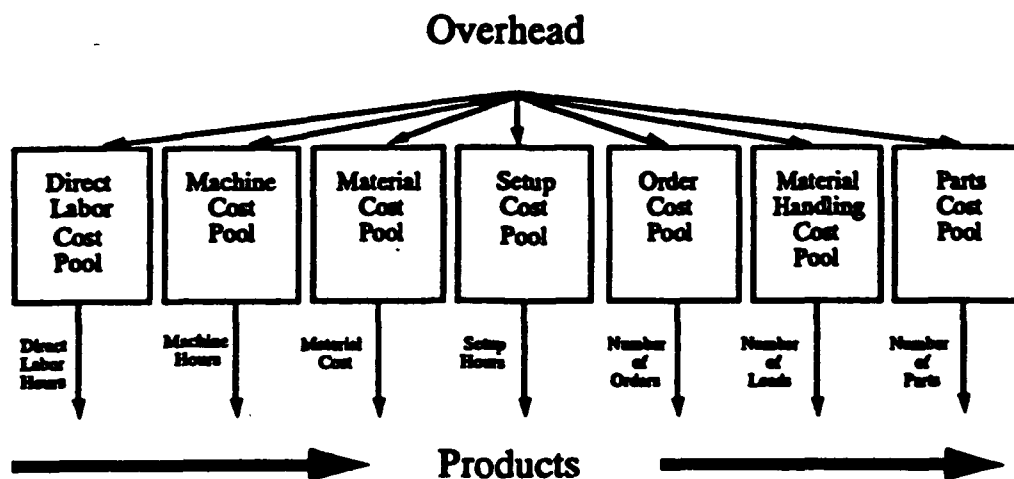 Overhead
Direct
Labor
Cost
Pool
Machine
Cost
Pool
Material
Cost
Pool
Setup
Cost
Pool
Order
Cost
Pool
Material
Handling
Cost
Pool
Parts
Cost
Pool
Direct
Labor
Hours
Machine
Hours
Material
Cost
Setup
Hours
Number
of
Orders
Number
of
Loads
Number
of
Parts
Products